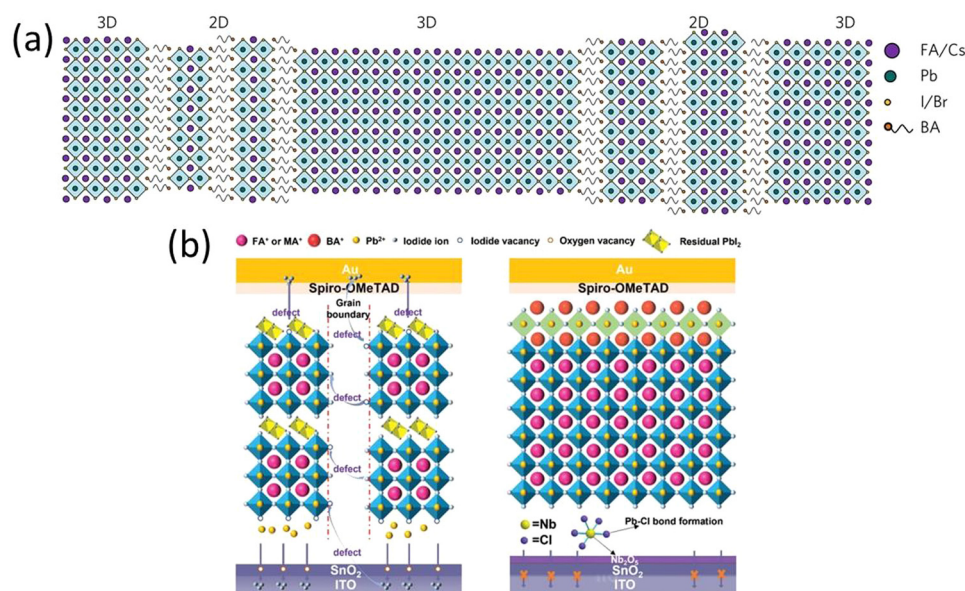 (a)
3D 2D 3D 2D 3D
FA/Cs
Pb
I/Br
BA
(b)
FA⁺ or MA⁺ BA⁺ Pb²⁺ Iodide ion Iodide vacancy Oxygen vacancy Residual PbI₂
Au
Spiro-OMeTAD
Grain
boundary
defect
defect
defect
defect
defect
defect
SnO₂
ITO
Au
Spiro-OMeTAD
=Nb
=Cl
Pb-Cl bond formation
Nb₂O₅
SnO₂
ITO